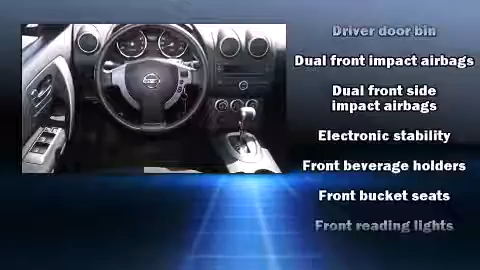 Driver door bin
Dual front impact airbags
Dual front side
impact airbags
Electronic stability
Front beverage holders
Front bucket seats
Front reading lights